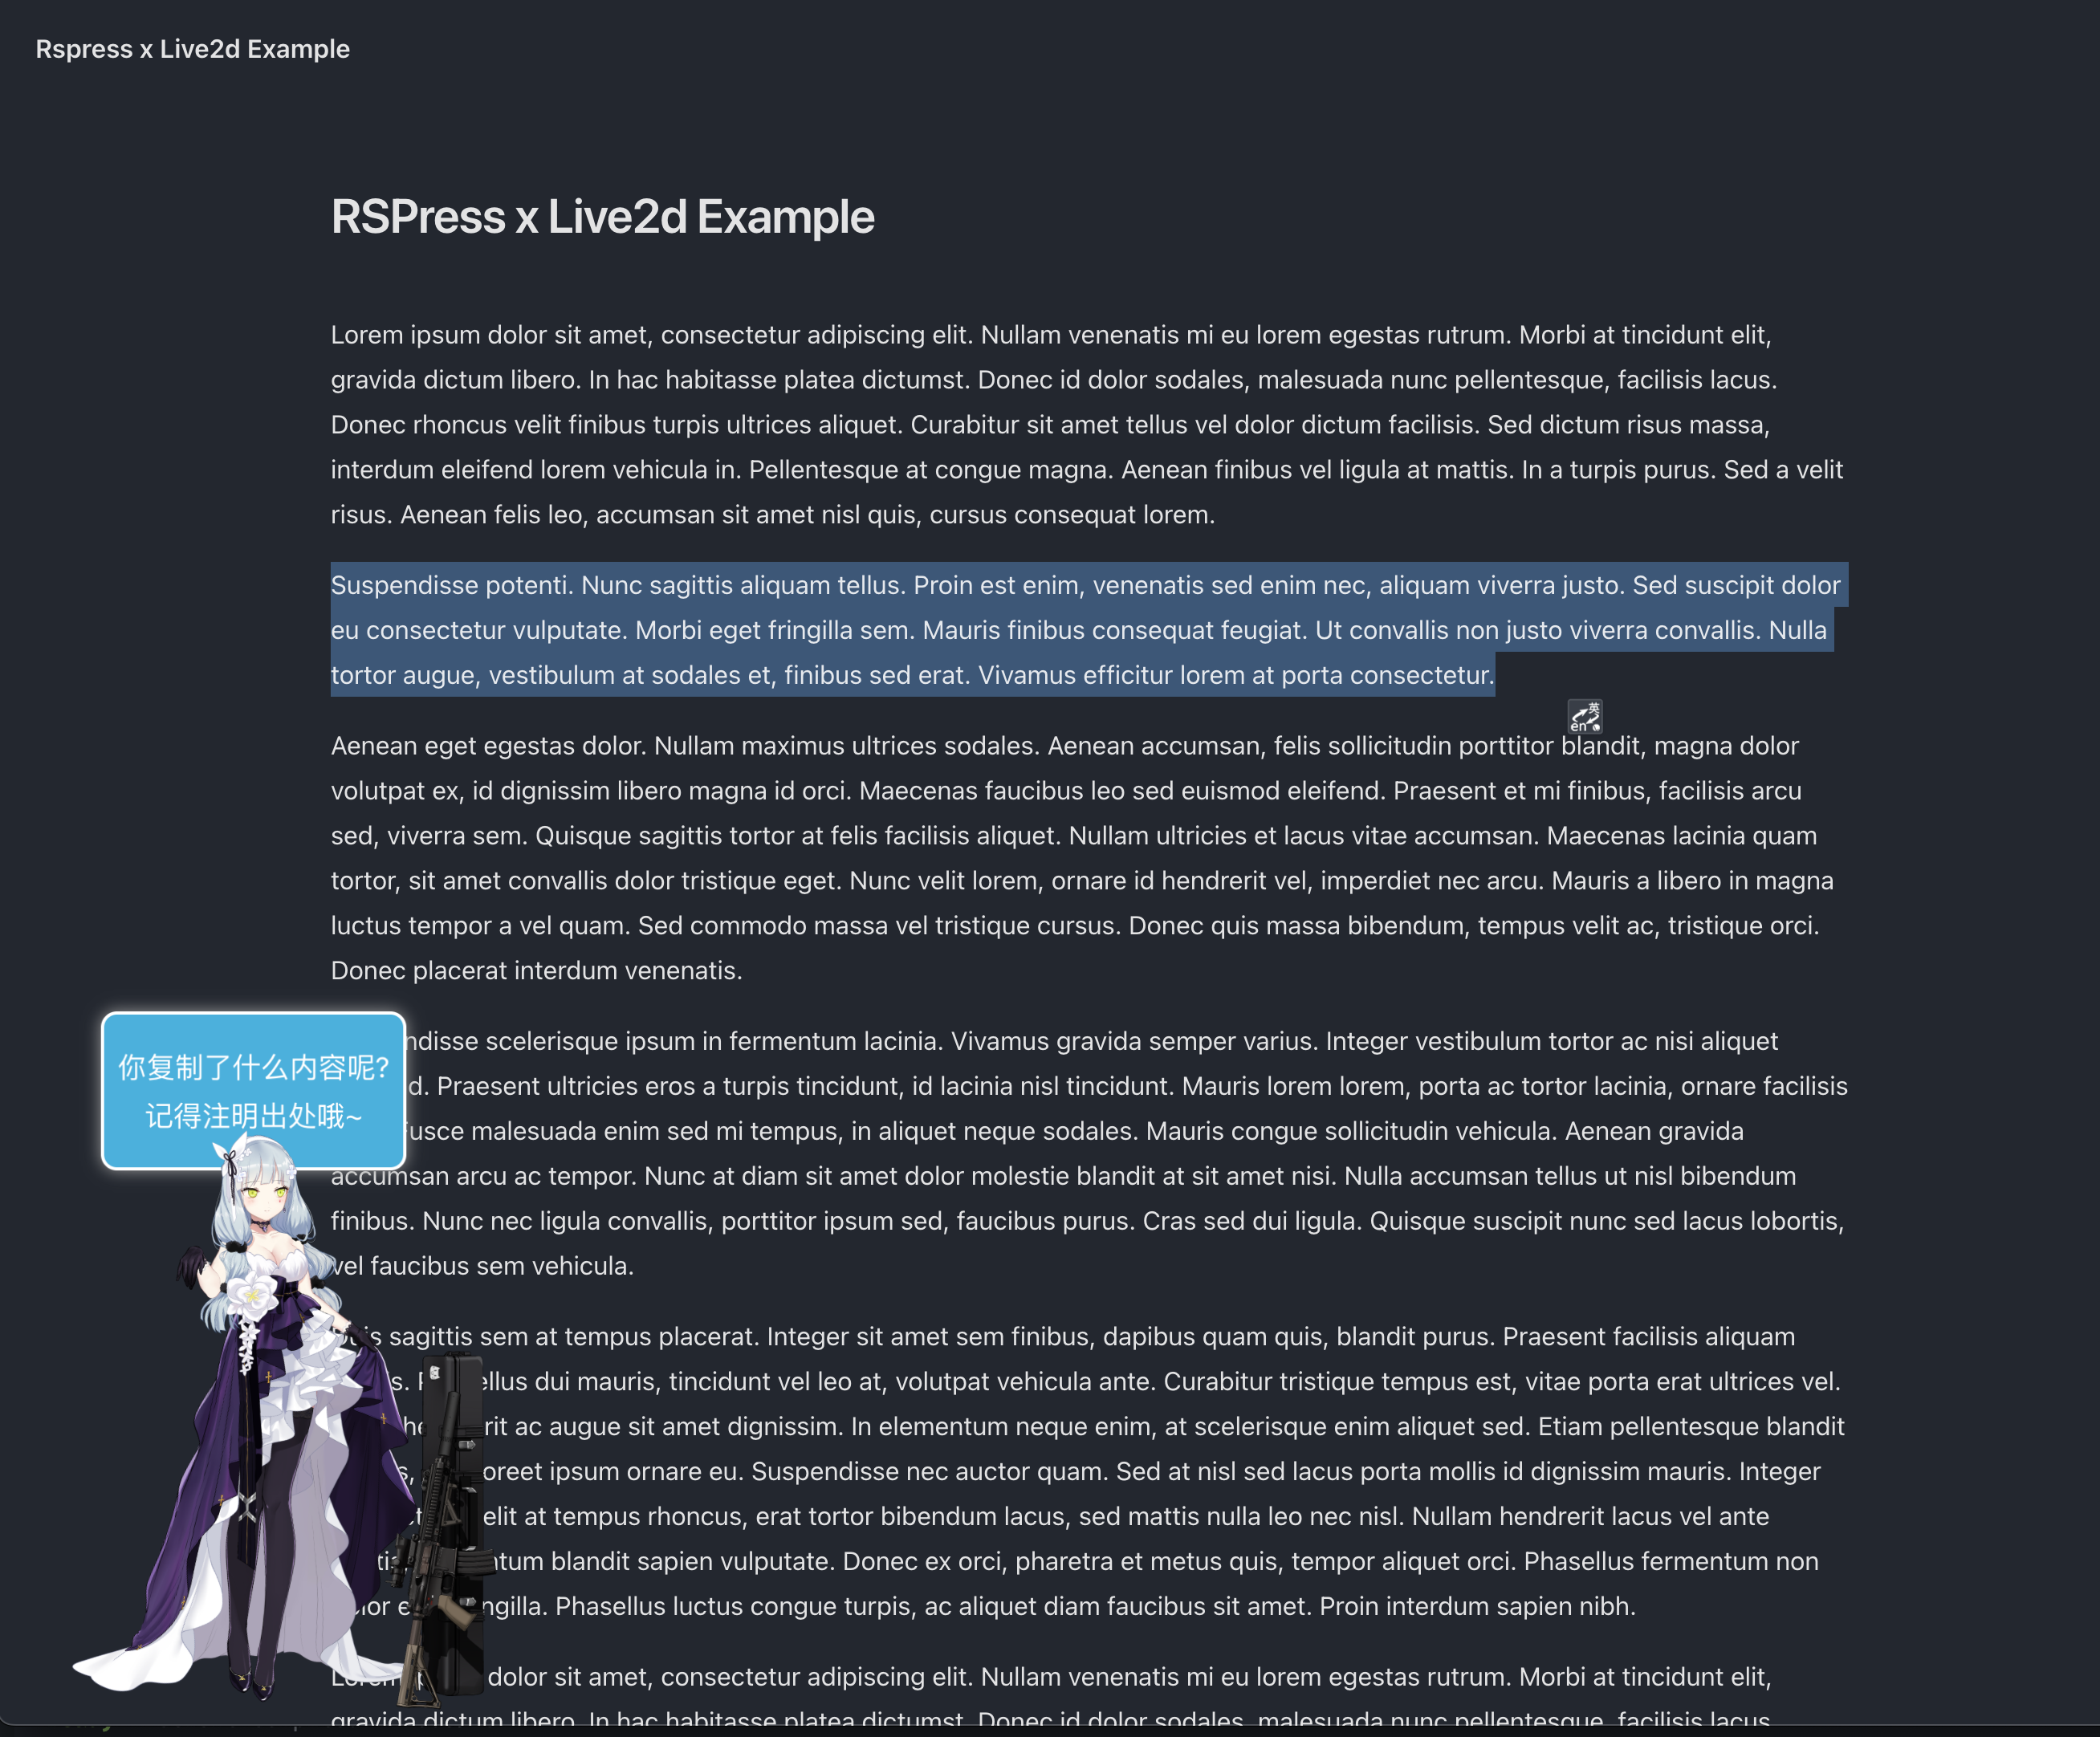 Rspress x Live2d Example
RSPress x Live2d Example
Lorem ipsum dolor sit amet, consectetur adipiscing elit. Nullam venenatis mi eu lorem egestas rutrum. Morbi at tincidunt elit,
gravida dictum libero. In hac habitasse platea dictumst. Donec id dolor sodales, malesuada nunc pellentesque, facilisis lacus.
Donec rhoncus velit finibus turpis ultrices aliquet. Curabitur sit amet tellus vel dolor dictum facilisis. Sed dictum risus massa,
interdum eleifend lorem vehicula in. Pellentesque at congue magna. Aenean finibus vel ligula at mattis. In a turpis purus. Sed a velit
risus. Aenean felis leo, accumsan sit amet nisl quis, cursus consequat lorem.
Suspendisse potenti. Nunc sagittis aliquam tellus. Proin est enim, venenatis sed enim nec, aliquam viverra justo. Sed suscipit dolor
eu consectetur vulputate. Morbi eget fringilla sem. Mauris finibus consequat feugiat. Ut convallis non justo viverra convallis. Nulla
tortor augue, vestibulum at sodales et, finibus sed erat. Vivamus efficitur lorem at porta consectetur.
英
en
Aenean eget egestas dolor. Nullam maximus ultrices sodales. Aenean accumsan, felis sollicitudin porttitor blandit, magna dolor
volutpat ex, id dignissim libero magna id orci. Maecenas faucibus leo sed euismod eleifend. Praesent et mi finibus, facilisis arcu
sed, viverra sem. Quisque sagittis tortor at felis facilisis aliquet. Nullam ultricies et lacus vitae accumsan. Maecenas lacinia quam
tortor, sit amet convallis dolor tristique eget. Nunc velit lorem, ornare id hendrerit vel, imperdiet nec arcu. Mauris a libero in magna
luctus tempor a vel quam. Sed commodo massa vel tristique cursus. Donec quis massa bibendum, tempus velit ac, tristique orci.
Donec placerat interdum venenatis.
你复制了什么内容呢?
记得注明出处哦~
scelerisque ipsum in fermentum lacinia. Vivamus gravida semper varius. Integer vestibulum tortor ac nisi aliquet
Praesent ultricies eros a turpis tincidunt, id lacinia nisl tincidunt. Mauris lorem lorem, porta ac tortor lacinia, ornare facilisis
malesuada enim sed mi tempus, in aliquet neque sodales. Mauris congue sollicitudin vehicula. Aenean gravida
accumsan arcu ac tempor. Nunc at diam sit amet dolor molestie blandit at sit amet nisi. Nulla accumsan tellus ut nisl bibendum
finibus. Nunc nec ligula convallis, porttitor ipsum sed, faucibus purus. Cras sed dui ligula. Quisque suscipit nunc sed lacus lobortis,
vel faucibus sem vehicula.
sagittis sem at tempus placerat. Integer sit amet sem finibus, dapibus quam quis, blandit purus. Praesent facilisis aliquam
dui mauris, tincidunt vel leo at, volutpat vehicula ante. Curabitur tristique tempus est, vitae porta erat ultrices vel.
ac augue sit amet dignissim. In elementum neque enim, at scelerisque enim aliquet sed. Etiam pellentesque blandit
ipsum ornare eu. Suspendisse nec auctor quam. Sed at nisl sed lacus porta mollis id dignissim mauris. Integer
elit at tempus rhoncus, erat tortor bibendum lacus, sed mattis nulla leo nec nisl. Nullam hendrerit lacus vel ante
blandit sapien vulputate. Donec ex orci, pharetra et metus quis, tempor aliquet orci. Phasellus fermentum non
Phasellus luctus congue turpis, ac aliquet diam faucibus sit amet. Proin interdum sapien nibh.
dolor sit amet, consectetur adipiscing elit. Nullam venenatis mi eu lorem egestas rutrum. Morbi at tincidunt elit,
gravida dictum libero. In hac habitasse platea dictumst. Donec id dolor sodales, malesuada nunc pellentesque, facilisis lacus.